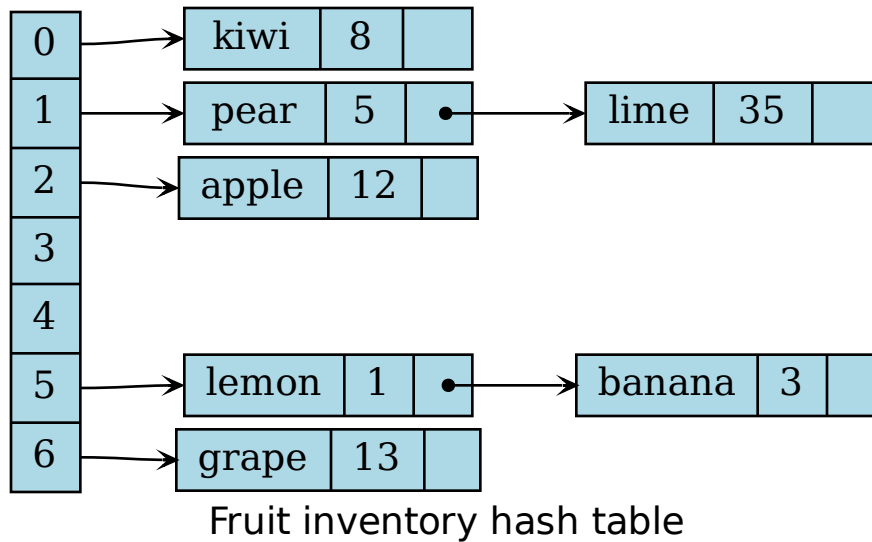 0 kiwi 8
1 pear 5 lime 35
2 apple 12
3
4
5 lemon 1 banana 3
6 grape 13
Fruit inventory hash table